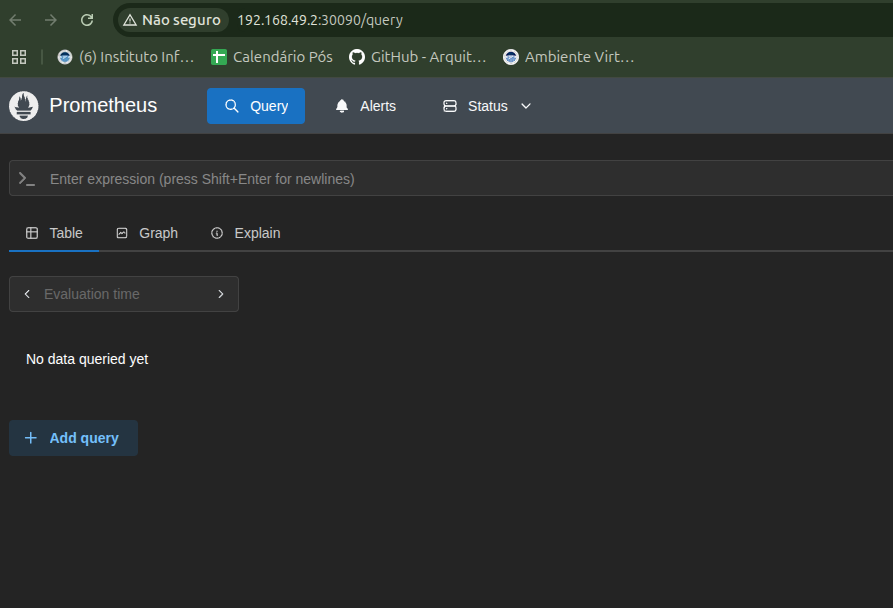 Não seguro 192.168.49.2:30090/query
(6) Instituto Inf... Calendário Pós GitHub - Arquit... Ambiente Virt...
Prometheus Query Alerts Status
Enter expression (press Shift+Enter for newlines)
Table Graph Explain
Evaluation time
No data queried yet
Add query